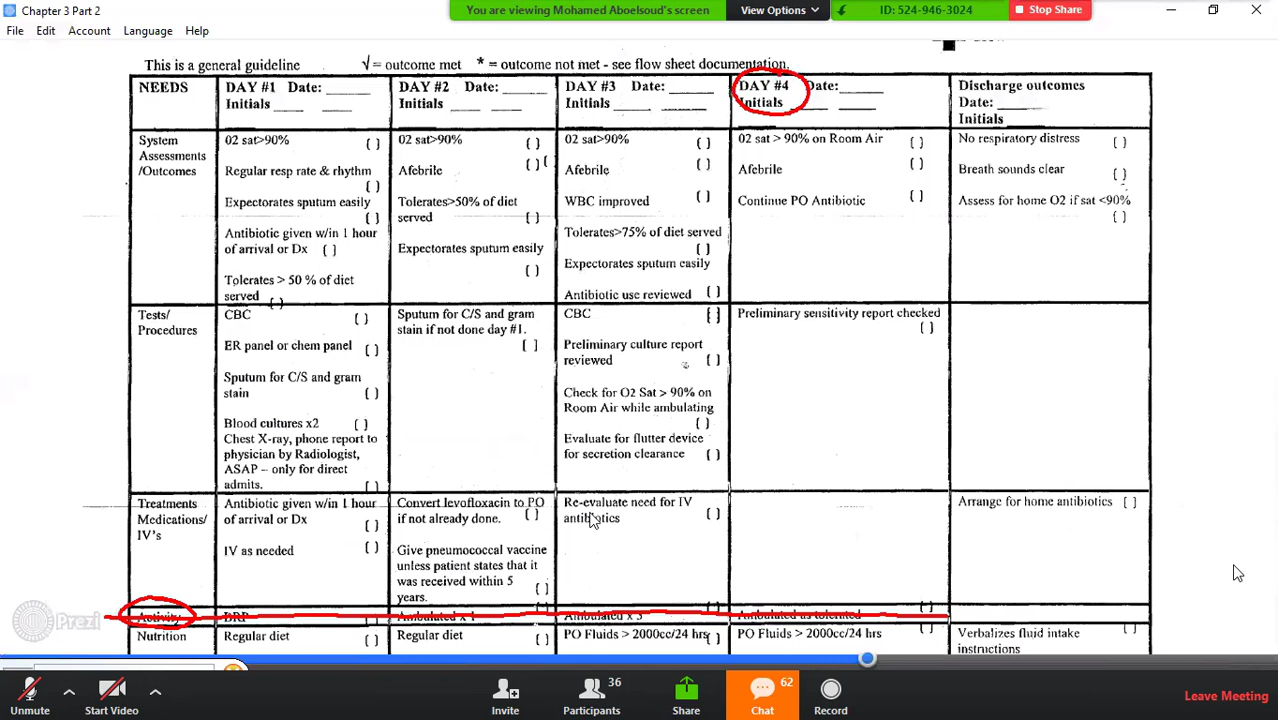 Chapter 3 Part 2
You are viewing Mohamed Aboelsoud's screen
View Options
ID: 524-946-3024
Stop Share
File Edit Account Language Help
This is a general guideline √ = outcome met * = outcome not met - see flow sheet documentation.
NEEDS
DAY #1 Date:
Initials
DAY #2 Date:
Initials
DAY #3 Date:
Initials
DAY #4 Date:
Initials
Discharge outcomes
Date:
Initials
System
Assessments
/Outcomes
02 sat>90% ( )
Regular resp rate & rhythm
( )
Expectorates sputum easily
( )
Antibiotic given w/in 1 hour
of arrival or Dx ( )
Tolerates > 50 % of diet
served ( )
02 sat>90% ( )
Afebrile ( )
Tolerates>50% of diet
served ( )
Expectorates sputum easily
( )
02 sat>90% ( )
Afebrile ( )
WBC improved ( )
Tolerates>75% of diet served
( )
Expectorates sputum easily
Antibiotic use reviewed ( )
02 sat > 90% on Room Air ( )
Afebrile ( )
Continue PO Antibiotic ( )
No respiratory distress ( )
Breath sounds clear ( )
Assess for home O2 if sat <90%
( )
Tests/
Procedures
CBC ( )
ER panel or chem panel ( )
Sputum for C/S and gram
stain ( )
Blood cultures x2 ( )
Chest X-ray, phone report to
physician by Radiologist,
ASAP – only for direct
admits. ( )
Sputum for C/S and gram
stain if not done day #1.
( )
CBC ( )
Preliminary culture report
reviewed ( )
Check for O2 Sat > 90% on
Room Air while ambulating
( )
Evaluate for flutter device
for secretion clearance ( )
Preliminary sensitivity report checked
( )
Treatments
Medications/
IV's
Antibiotic given w/in 1 hour
of arrival or Dx ( )
IV as needed ( )
Convert levofloxacin to PO
if not already done. ( )
Give pneumococcal vaccine
unless patient states that it
was received within 5
years. ( )
Re-evaluate need for IV
antibiotics ( )
Arrange for home antibiotics ( )
Activity
BRP
Ambulated x
Ambulated x 3
Ambulated as tolerated
Nutrition
Regular diet ( )
Regular diet ( )
PO Fluids > 2000cc/24 hrs ( )
PO Fluids > 2000cc/24 hrs ( )
Verbalizes fluid intake ( )
instructions
Prezi
Unmute
Start Video
Invite
36
Participants
Share
62
Chat
Record
Leave Meeting